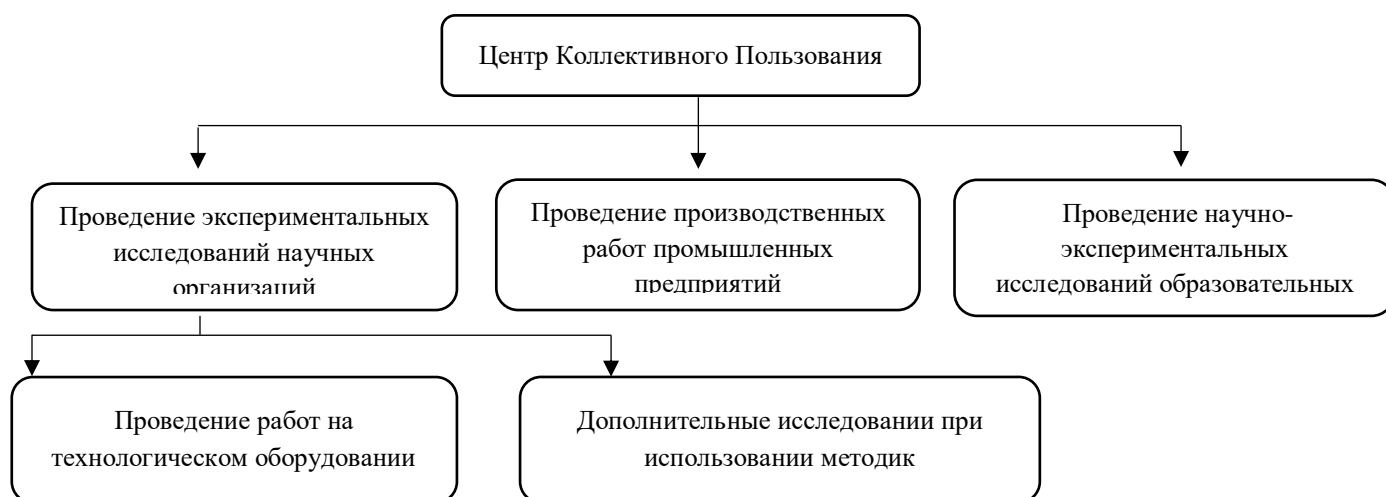 Центр Коллективного Пользования
Проведение экспериментальных
исследований научных
организаций
Проведение производственных
работ промышленных
предприятий
Проведение научно-
экспериментальных
исследований образовательных
Проведение работ на
технологическом оборудовании
Дополнительные исследовании при
использовании методик